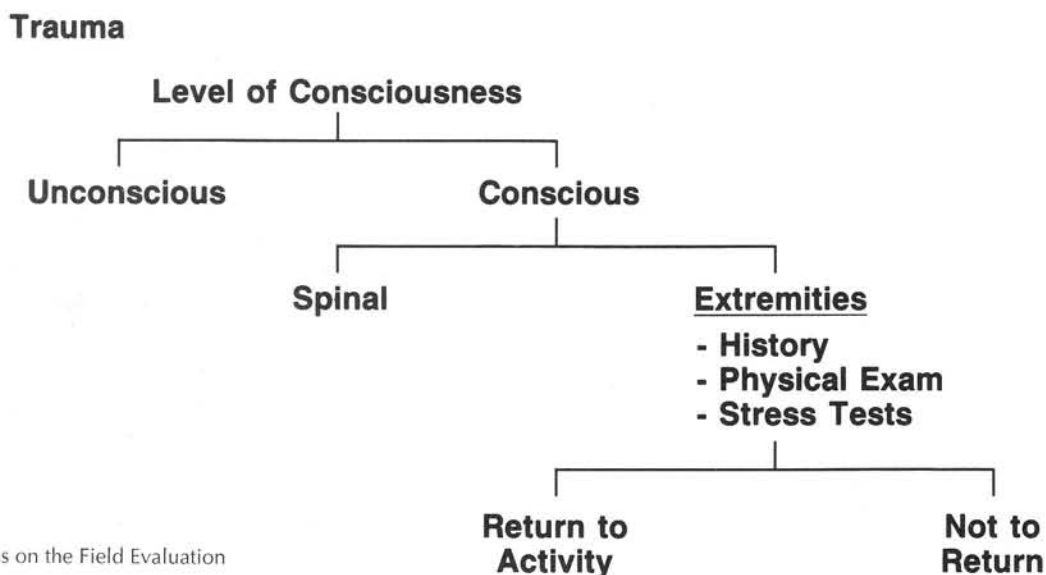 Trauma
Level of Consciousness
Unconscious
Conscious
Spinal
Extremities
- History
- Physical Exam
- Stress Tests
Return to
Activity
Not to
Return
on the Field Evaluation